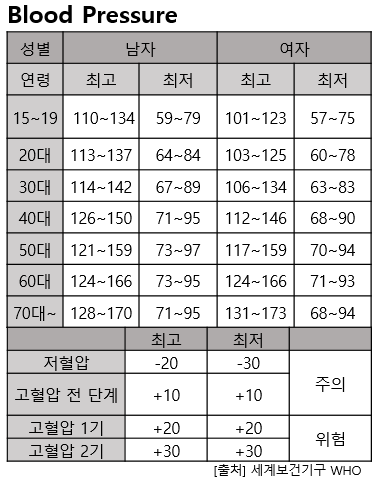 Blood Pressure
성별 남자 여자
연령 최고 최저 최고 최저
15~19 110~134 59~79 101~123 57~75
20대 113~137 64~84 103~125 60~78
30대 114~142 67~89 106~134 63~83
40대 126~150 71~95 112~146 68~90
50대 121~159 73~97 117~159 70~94
60대 124~166 73~95 124~166 71~93
70대~ 128~170 71~95 131~173 68~94
최고 최저
저혈압 -20 -30 주의
고혈압 전 단계 +10 +10
고혈압 1기 +20 +20 위험
고혈압 2기 +30 +30
[출처] 세계보건기구 WHO